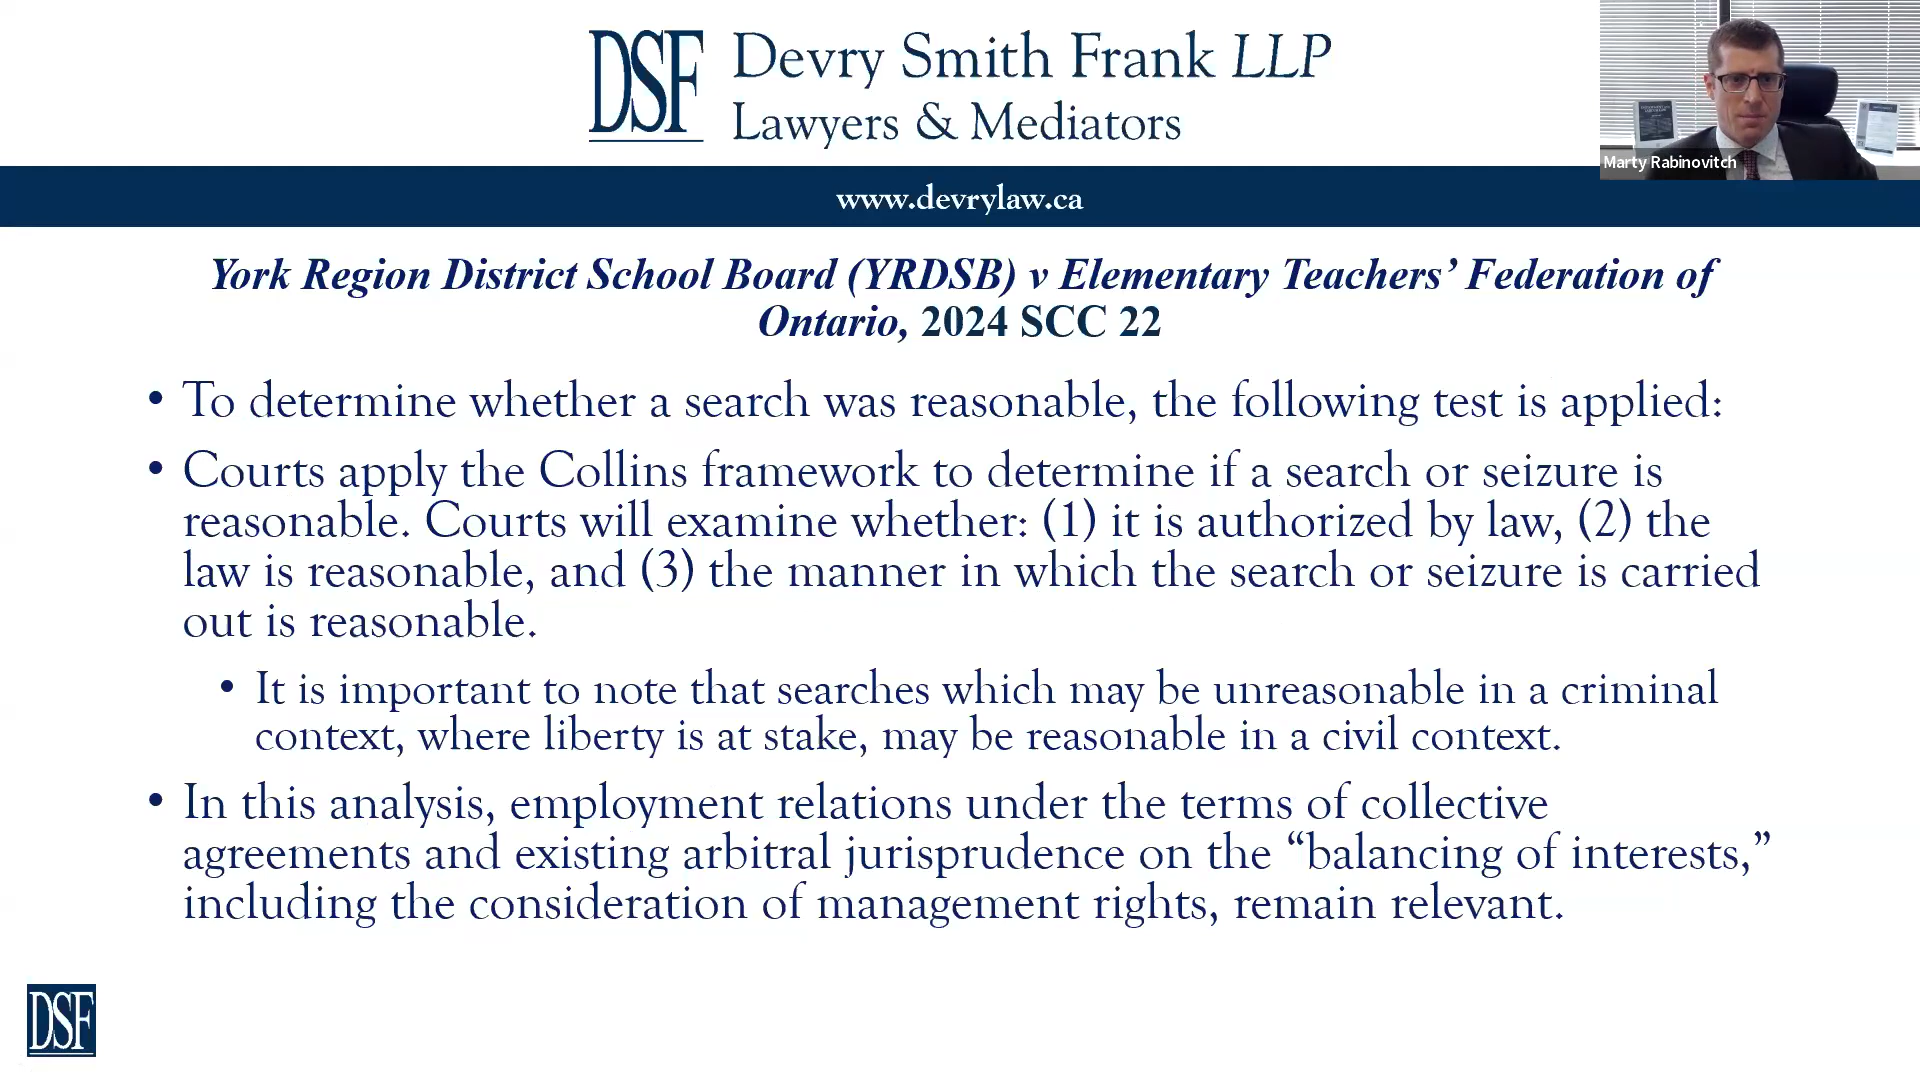 DSF
Devry Smith Frank LLP
Lawyers & Mediators
Marty Rabinovitch
www.devrylaw.ca
York Region District School Board (YRDSB) v Elementary Teachers’ Federation of
Ontario, 2024 SCC 22
• To determine whether a search was reasonable, the following test is applied:
• Courts apply the Collins framework to determine if a search or seizure is
reasonable. Courts will examine whether: (1) it is authorized by law, (2) the
law is reasonable, and (3) the manner in which the search or seizure is carried
out is reasonable.
• It is important to note that searches which may be unreasonable in a criminal
context, where liberty is at stake, may be reasonable in a civil context.
• In this analysis, employment relations under the terms of collective
agreements and existing arbitral jurisprudence on the “balancing of interests,”
including the consideration of management rights, remain relevant.
DSF